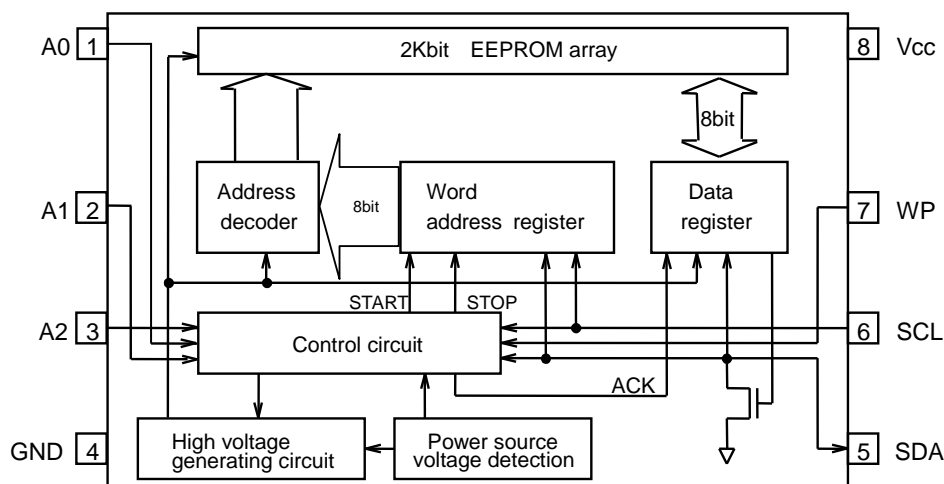 A0 1
2Kbit EEPROM array
8 Vcc
8bit
A1 2
Address
decoder
8bit
Word
address register
Data
register
7 WP
START
STOP
A2 3
Control circuit
6 SCL
ACK
GND 4
High voltage
generating circuit
Power source
voltage detection
5 SDA